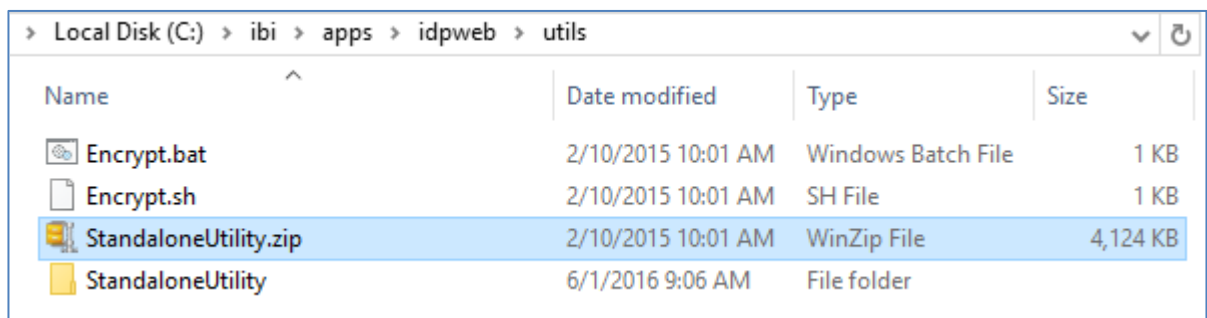 Local Disk (C:) > ibi > apps > idpweb > utils
Name Date modified Type Size
Encrypt.bat 2/10/2015 10:01 AM Windows Batch File 1 KB
Encrypt.sh 2/10/2015 10:01 AM SH File 1 KB
StandaloneUtility.zip 2/10/2015 10:01 AM WinZip File 4,124 KB
StandaloneUtility 6/1/2016 9:06 AM File folder